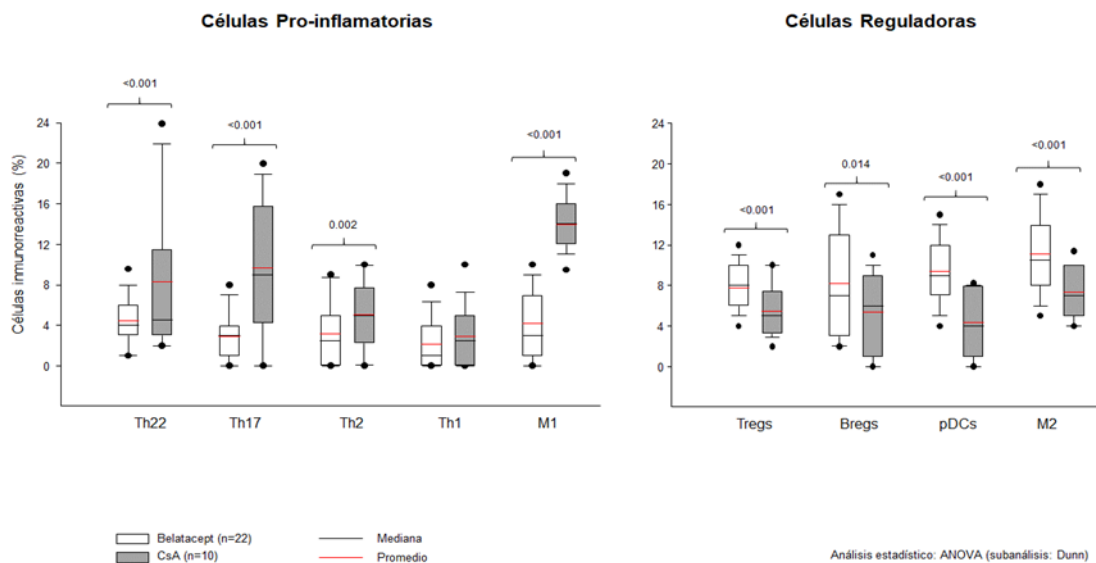 Células Pro-inflamatorias
Células Reguladoras
<0.001
<0.001
0.002
<0.001
24
20
16
12
8
4
0
Células inmunorreactivas (%)
Th22 Th17 Th2 Th1 M1
<0.001
0.014
<0.001
<0.001
24
20
16
12
8
4
0
Tregs Bregs pDCs M2
Belatacept (n=22)
CsA (n=10)
Mediana
Promedio
Análisis estadístico: ANOVA (subanálisis: Dunn)